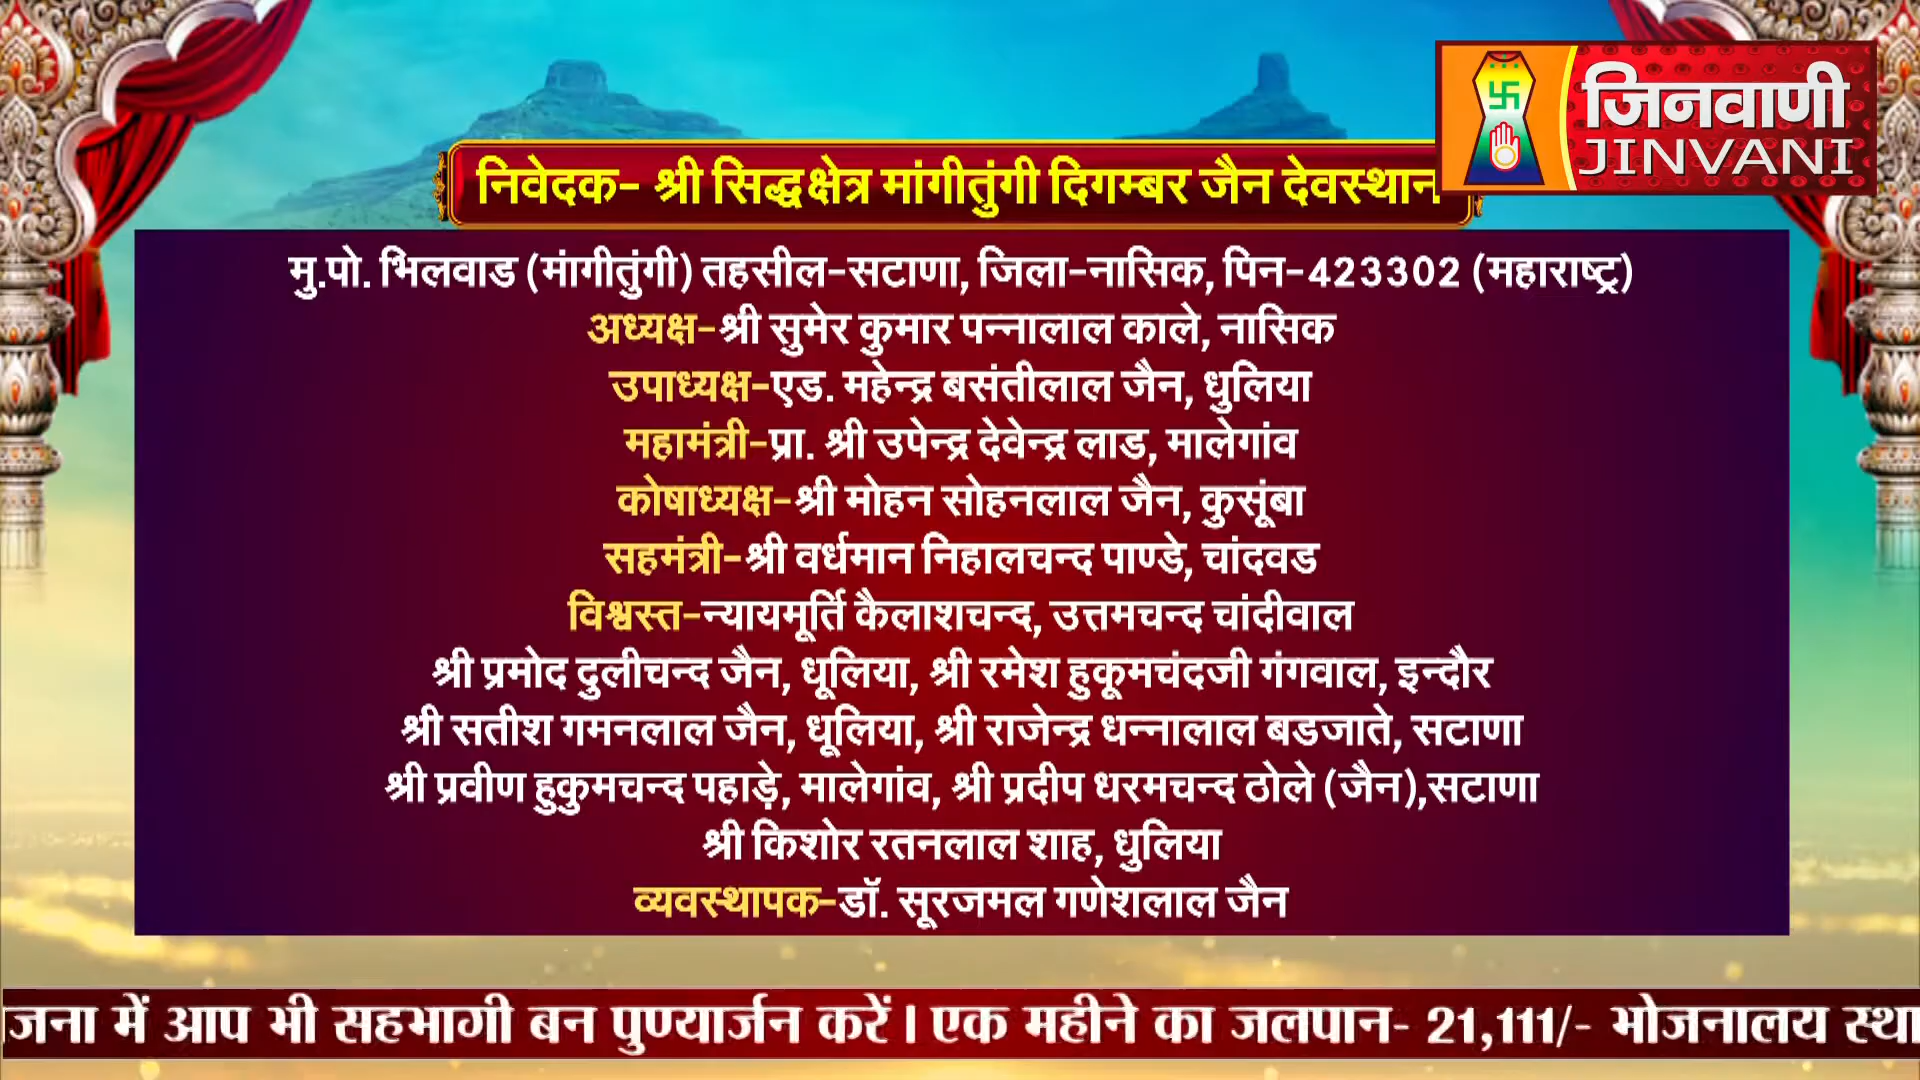 जिनवाणी
JINVANI
निवेदक- श्री सिद्धक्षेत्र मांगीतुंगी दिगम्बर जैन देवस्थान
मु.पो. भिलवाड (मांगीतुंगी) तहसील-सटाणा, जिला-नासिक, पिन-423302 (महाराष्ट्र)
अध्यक्ष-श्री सुमेर कुमार पन्नालाल काले, नासिक
उपाध्यक्ष-एड. महेन्द्र बसंतीलाल जैन, धुलिया
महामंत्री-प्रा. श्री उपेन्द्र देवेन्द्र लाड, मालेगांव
कोषाध्यक्ष-श्री मोहन सोहनलाल जैन, कुसूंबा
सहमंत्री-श्री वर्धमान निहालचन्द पाण्डे, चांदवड
विश्वस्त-न्यायमूर्ति कैलाशचन्द, उत्तमचन्द चांदीवाल
श्री प्रमोद दुलीचन्द जैन, धूलिया, श्री रमेश हुकूमचंदजी गंगवाल, इन्दौर
श्री सतीश गमनलाल जैन, धूलिया, श्री राजेन्द्र धन्नालाल बडजाते, सटाणा
श्री प्रवीण हुकुमचन्द पहाड़े, मालेगांव, श्री प्रदीप धरमचन्द ठोले (जैन),सटाणा
श्री किशोर रतनलाल शाह, धुलिया
व्यवस्थापक-डॉ. सूरजमल गणेशलाल जैन
जना में आप भी सहभागी बन पुण्यार्जन करें । एक महीने का जलपान- 21,111/- भोजनालय स्था